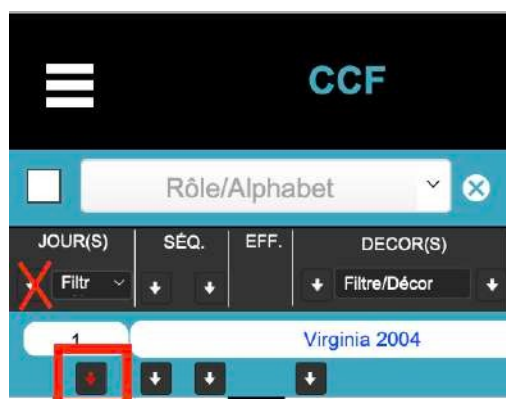 CCF
Rôle/Alphabet
JOUR(S) SÉQ. EFF. DECOR(S)
Filtr Filtre/Décor
1 Virginia 2004